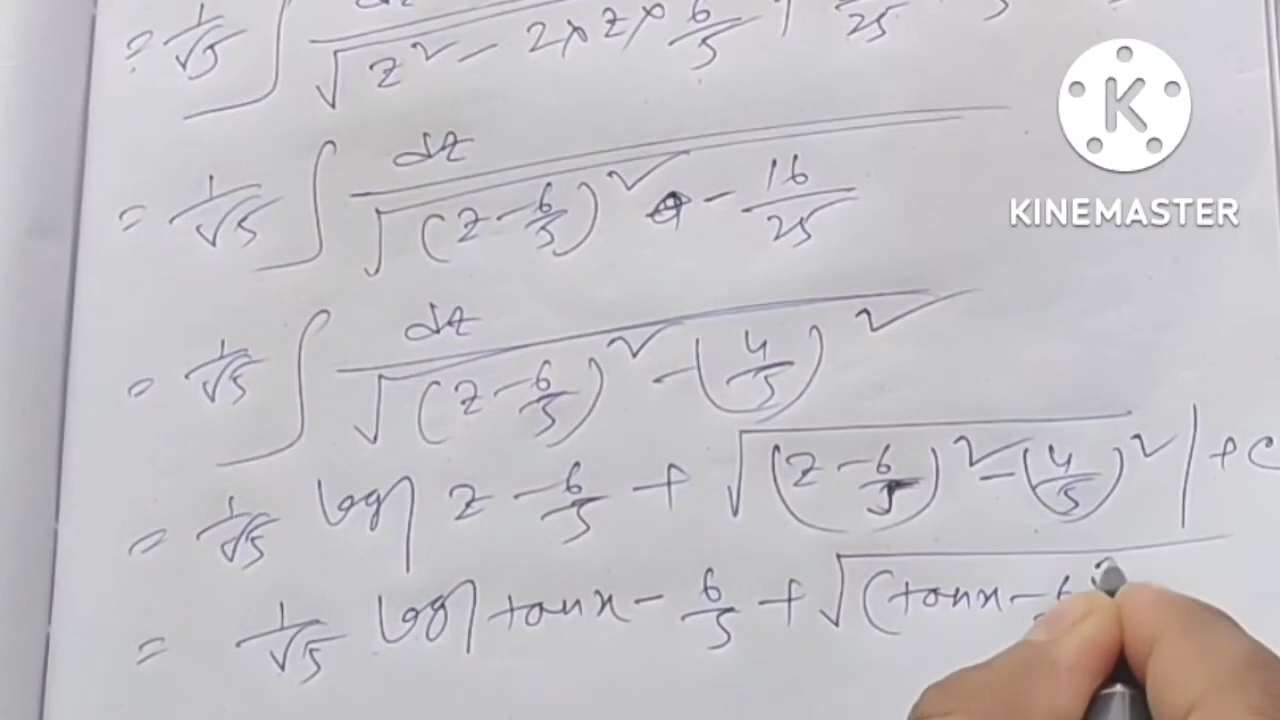 = 1/√5 ∫ dz / √(z² - 2×z×6/5 + /25
= 1/√5 ∫ dz / √((z - 6/5)² - 16/25)
= 1/√5 ∫ dz / √((z - 6/5)² - (4/5)²)
= 1/√5 log| z - 6/5 + √((z - 6/5)² - (4/5)²) | + c
= 1/√5 log| tanx - 6/5 + √((tanx - 6
K
KINEMASTER